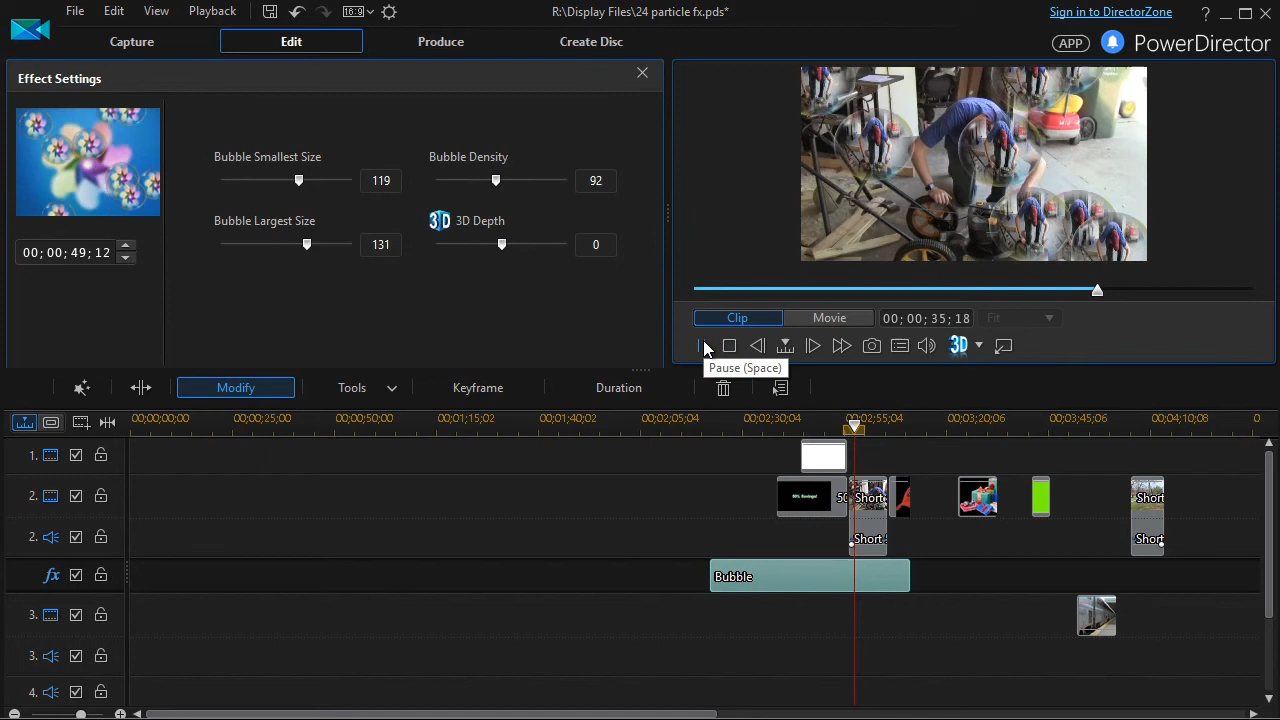 File Edit View Playback 16:9 R:\Display Files\24 particle fx.pds* Sign in to DirectorZone ?
Capture Edit Produce Create Disc APP PowerDirector
Effect Settings
Bubble Smallest Size 119 Bubble Density 92
Bubble Largest Size 131 3D 3D Depth 0
00; 00; 49; 12
Clip Movie 00; 00; 35; 18 Fit
3D
Pause (Space)
Modify Tools Keyframe Duration
00;00;00;00 00;00;25;00 00;00;50;00 00;01;15;02 00;01;40;02 00;02;05;04 00;02;30;04 00;02;55;04 00;03;20;06 00;03;45;06 00;04;10;08 0
1.
2. 50 Short Short
2. Short Short
fx Bubble
3.
3.
4.